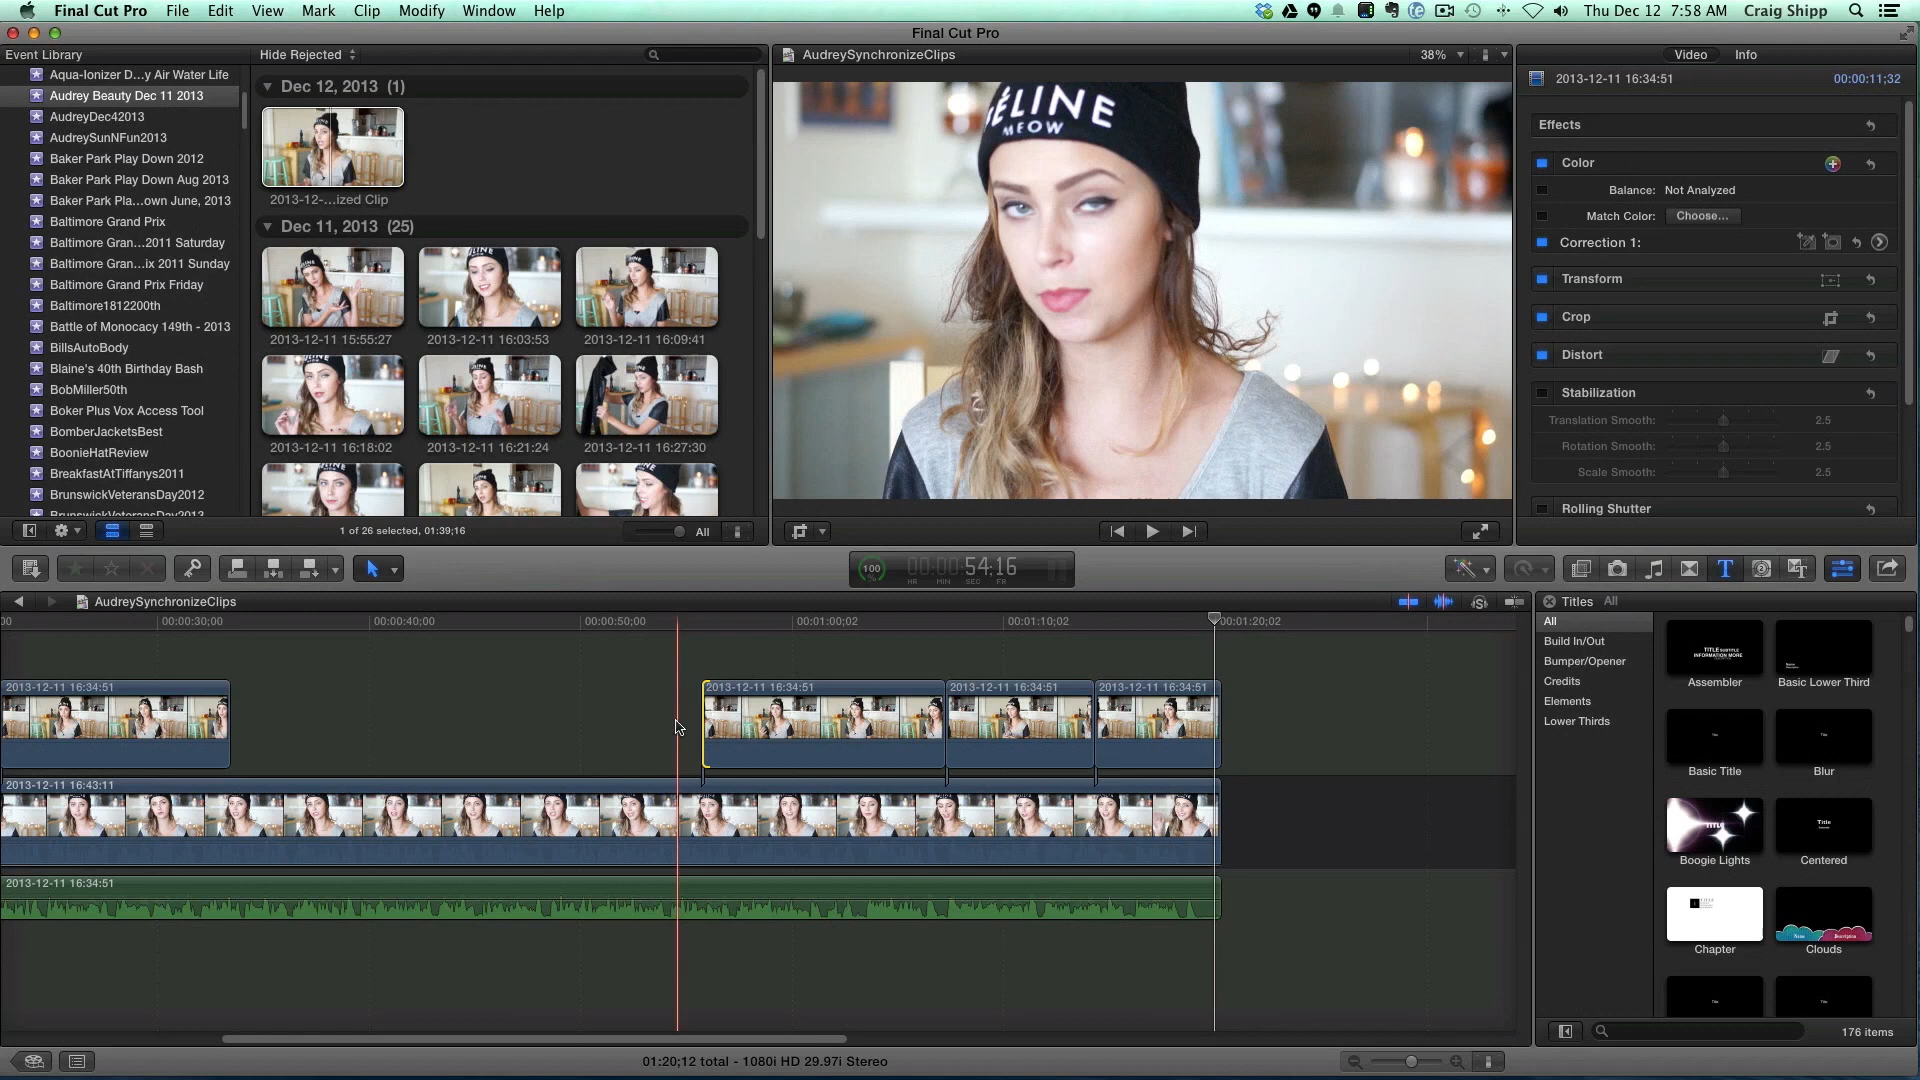 Final Cut Pro File Edit View Mark Clip Modify Window Help
Thu Dec 12 7:58 AM Craig Shipp
Final Cut Pro
Event Library
Aqua-Ionizer D...y Air Water Life
Audrey Beauty Dec 11 2013
AudreyDec42013
AudreySunNFun2013
Baker Park Play Down 2012
Baker Park Play Down Aug 2013
Baker Park Pla...own June, 2013
Baltimore Grand Prix
Baltimore Gran...2011 Saturday
Baltimore Gran...ix 2011 Sunday
Baltimore Grand Prix Friday
Baltimore1812200th
Battle of Monocacy 149th - 2013
BillsAutoBody
Blaine's 40th Birthday Bash
BobMiller50th
Boker Plus Vox Access Tool
BomberJacketsBest
BoonieHatReview
BreakfastAtTiffanys2011
BrunswickVeteransDay2012
BrunswickVeteransDay2013
Hide Rejected
Dec 12, 2013 (1)
2013-12-...ized Clip
Dec 11, 2013 (25)
2013-12-11 15:55:27
2013-12-11 16:03:53
2013-12-11 16:09:41
2013-12-11 16:18:02
2013-12-11 16:21:24
2013-12-11 16:27:30
1 of 26 selected, 01:39:16
All
AudreySynchronizeClips
38%
ÉLINE
MEOW
Video Info
2013-12-11 16:34:51
00:00:11;32
Effects
Color
Balance: Not Analyzed
Match Color: Choose...
Correction 1:
Transform
Crop
Distort
Stabilization
Translation Smooth: 2.5
Rotation Smooth: 2.5
Scale Smooth: 2.5
Rolling Shutter
100
%
00:00:54;16
HR MIN SEC FR
AudreySynchronizeClips
00:00:30;00
00:00:40;00
00:00:50;00
00:01:00;02
00:01:10;02
00:01:20;02
2013-12-11 16:34:51
2013-12-11 16:34:51
2013-12-11 16:34:51
2013-12-11 16:34:51
2013-12-11 16:43:11
2013-12-11 16:34:51
01:20;12 total - 1080i HD 29.97i Stereo
Titles All
All
Build In/Out
Bumper/Opener
Credits
Elements
Lower Thirds
TITLE SUBTITLE
INFORMATION MORE
Assembler
Basic Lower Third
Basic Title
Blur
Boogie Lights
Title
Centered
Chapter
Clouds
176 items